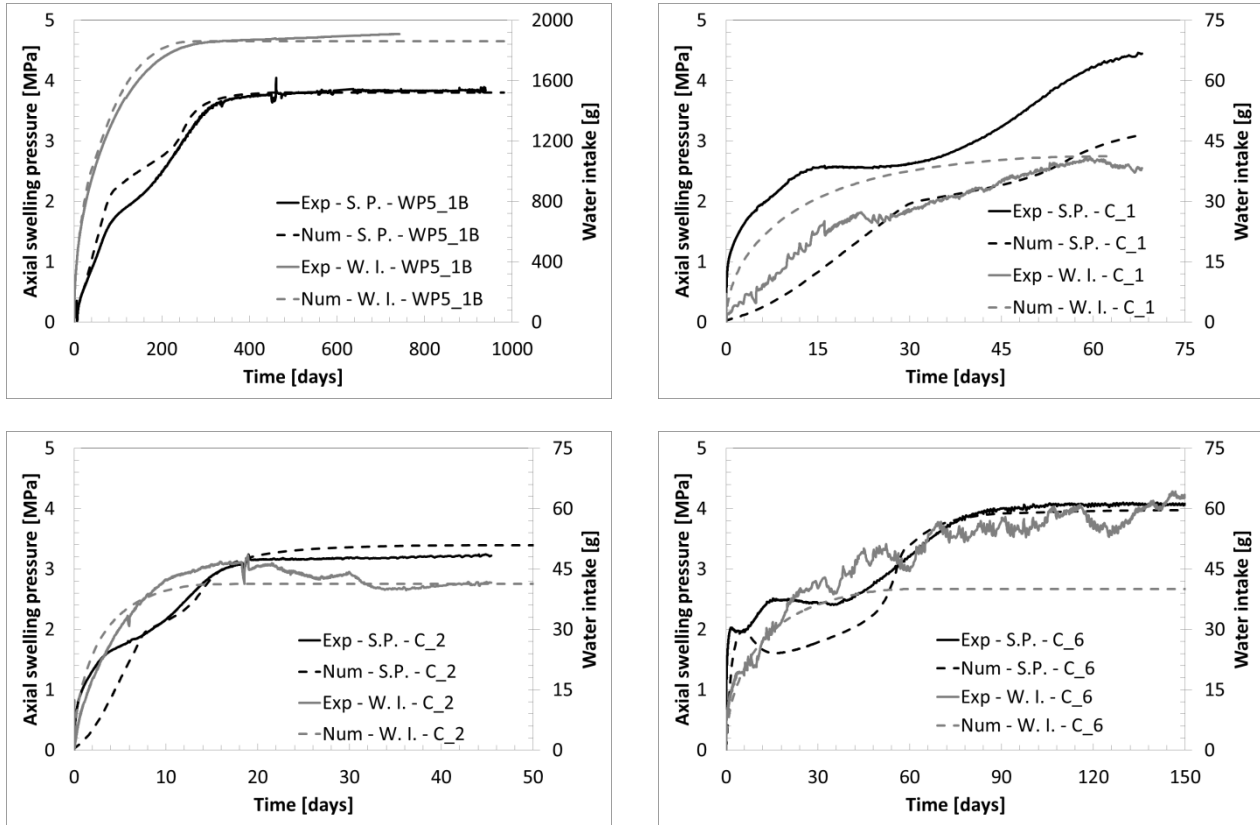 Axial swelling pressure [MPa]
5
4
3
2
1
0
2000
1600
1200
800
400
0
Water intake [g]
Exp - S. P. - WP5_1B
Num - S. P. - WP5_1B
Exp - W. I. - WP5_1B
Num - W. I. - WP5_1B
0 200 400 600 800 1000
Time [days]
Axial swelling pressure [MPa]
5
4
3
2
1
0
75
60
45
30
15
0
Water intake [g]
Exp - S.P. - C_1
Num - S.P. - C_1
Exp - W. I. - C_1
Num - W. I. - C_1
0 15 30 45 60 75
Time [days]
Axial swelling pressure [MPa]
5
4
3
2
1
0
75
60
45
30
15
0
Water intake [g]
Exp - S.P. - C_2
Num - S.P. - C_2
Exp - W. I. - C_2
Num - W. I. - C_2
0 10 20 30 40 50
Time [days]
Axial swelling pressure [MPa]
5
4
3
2
1
0
75
60
45
30
15
0
Water intake [g]
Exp - S.P. - C_6
Num - S.P. - C_6
Exp - W. I. - C_6
Num - W. I. - C_6
0 30 60 90 120 150
Time [days]